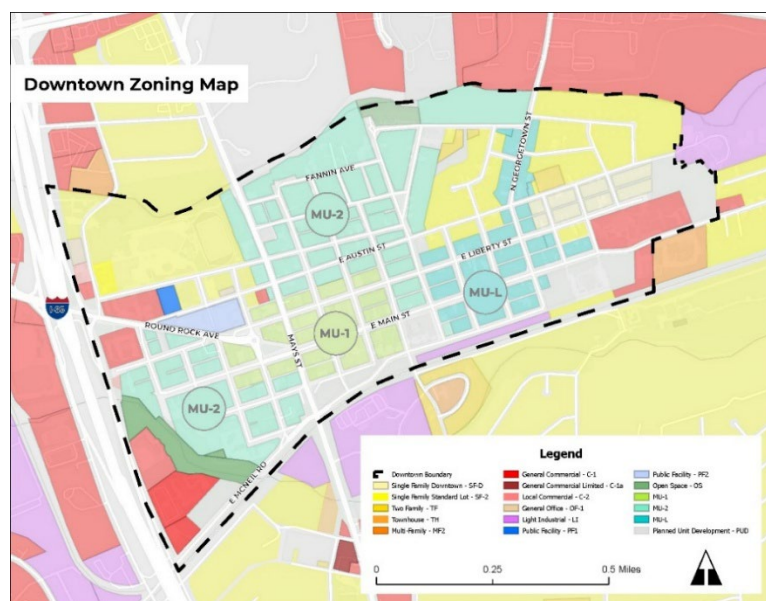 Downtown Zoning Map
N GEORGETOWN ST
FANNIN AVE
MU-2
E AUSTIN ST
E LIBERTY ST
MU-L
I-35
ROUND ROCK AVE
MAYS ST
MU-1
E MAIN ST
MU-2
E MCNEIL RD
Legend
Downtown Boundary
Single Family Downtown - SF-D
Single Family Standard Lot - SF-2
Two Family - TF
Townhouse - TH
Multi-Family - MF2
General Commercial - C-1
General Commercial Limited - C-1a
Local Commercial - C-2
General Office - OF-1
Light Industrial - LI
Public Facility - PF1
Public Facility - PF2
Open Space - OS
MU-1
MU-2
MU-L
Planned Unit Development - PUD
0 0.25 0.5 Miles